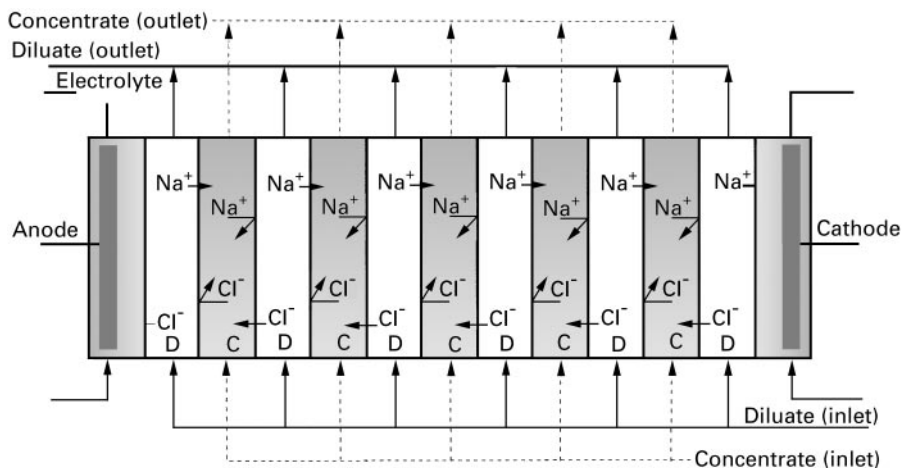 Concentrate (outlet)
Diluate (outlet)
Electrolyte
Na⁺ Na⁺ Na⁺ Na⁺ Na⁺ Na⁺
Na⁺ Na⁺ Na⁺ Na⁺ Na⁺
Anode Cathode
Cl⁻ Cl⁻ Cl⁻ Cl⁻ Cl⁻
Cl⁻ Cl⁻ Cl⁻ Cl⁻ Cl⁻ Cl⁻
D C D C D C D C D C D
Diluate (inlet)
Concentrate (inlet)